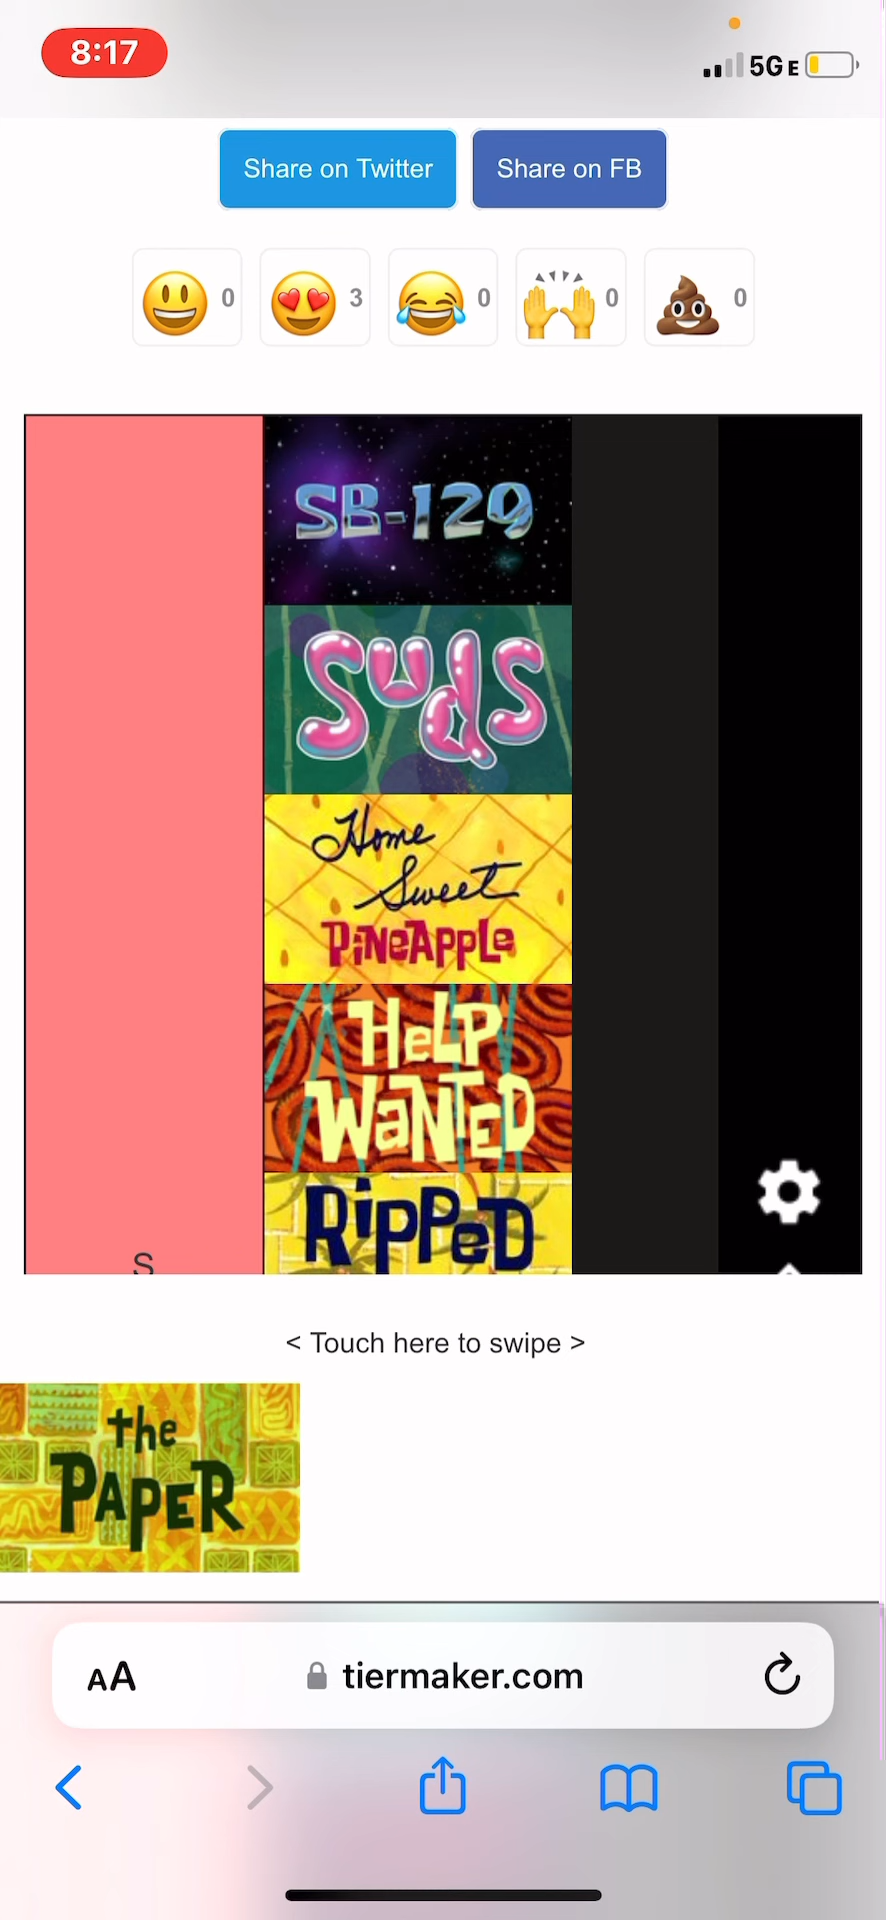 8:17
5GE
Share on Twitter
Share on FB
0
3
0
0
0
SB-129
Suds
Home
Sweet
PiNeAppLe
HeLP
WaNTeD
RiPPeD
S
< Touch here to swipe >
the
PAPER
AA
tiermaker.com